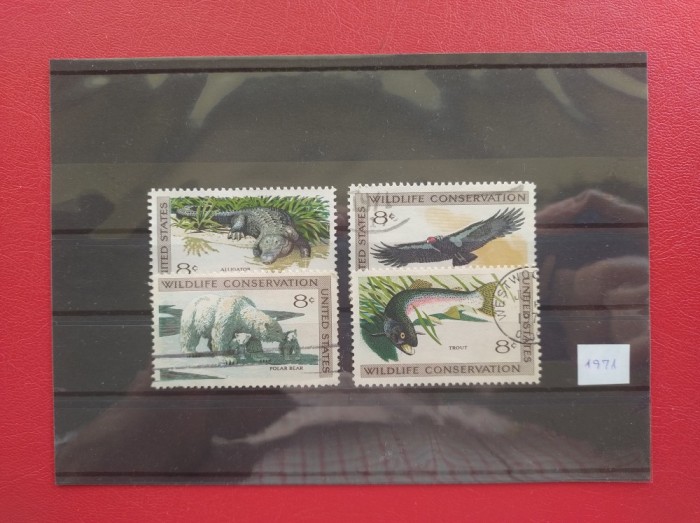 8c
ALLIGATOR
UNITED STATES
WILDLIFE CONSERVATION
8c
UNITED STATES
WILDLIFE CONSERVATION
8c
UNITED STATES
POLAR BEAR
TROUT
8c
UNITED STATES
WILDLIFE CONSERVATION
WESTWO
1971